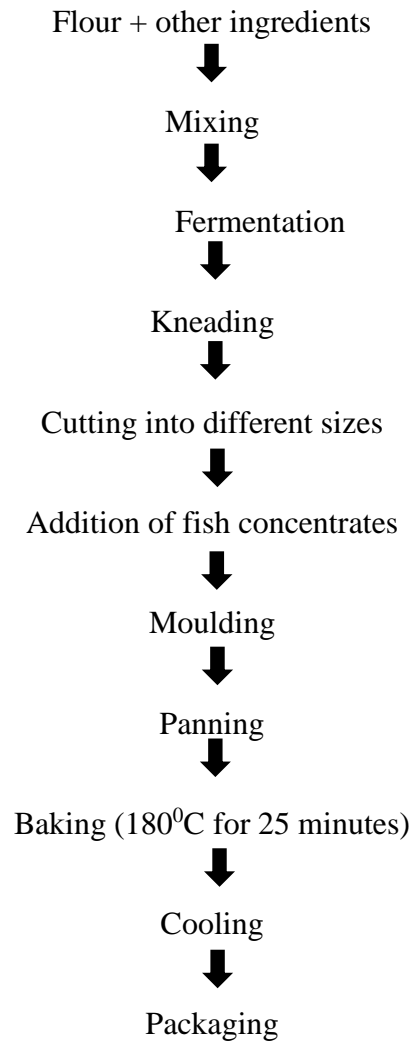 Flour + other ingredients
Mixing
Fermentation
Kneading
Cutting into different sizes
Addition of fish concentrates
Moulding
Panning
Baking (180⁰C for 25 minutes)
Cooling
Packaging